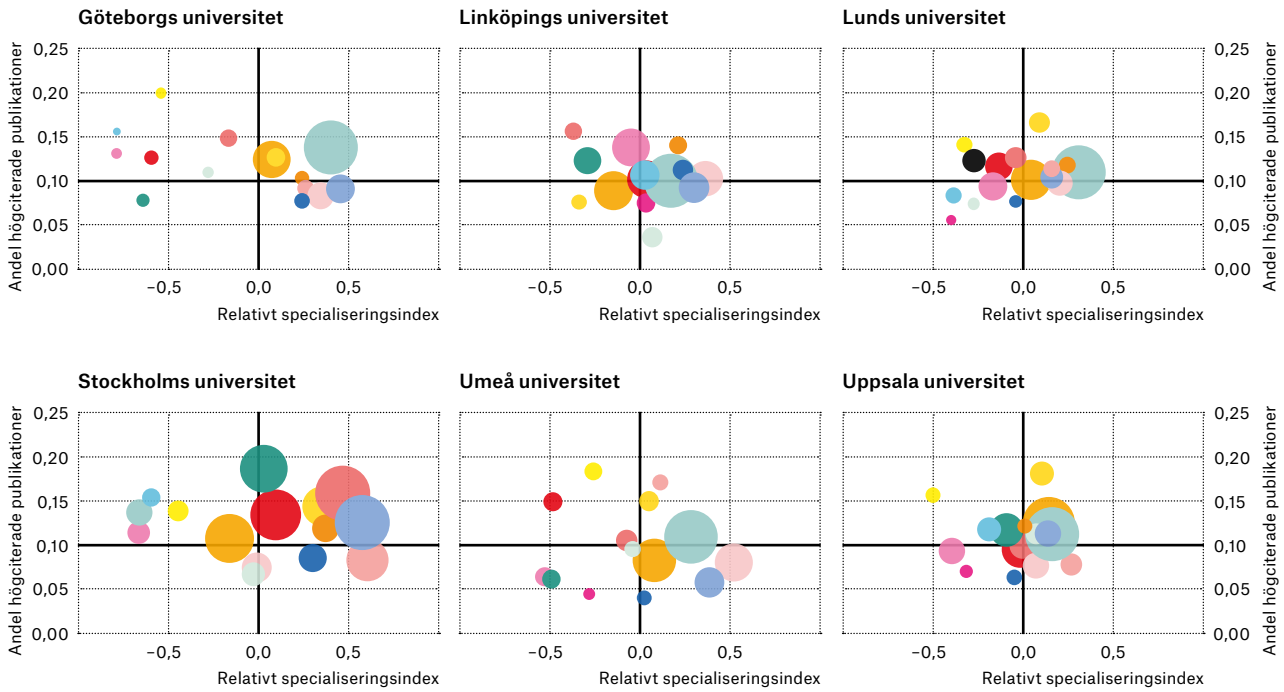 Göteborgs universitet
Linköpings universitet
Lunds universitet
Andel högciterade publikationer
0,25
0,20
0,15
0,10
0,05
0,00
0,25
0,20
0,15
0,10
0,05
0,00
Andel högciterade publikationer
−0,5 0,0 0,5
−0,5 0,0 0,5
−0,5 0,0 0,5
Relativt specialiseringsindex
Relativt specialiseringsindex
Relativt specialiseringsindex
Stockholms universitet
Umeå universitet
Uppsala universitet
Andel högciterade publikationer
0,25
0,20
0,15
0,10
0,05
0,00
0,25
0,20
0,15
0,10
0,05
0,00
Andel högciterade publikationer
−0,5 0,0 0,5
−0,5 0,0 0,5
−0,5 0,0 0,5
Relativt specialiseringsindex
Relativt specialiseringsindex
Relativt specialiseringsindex